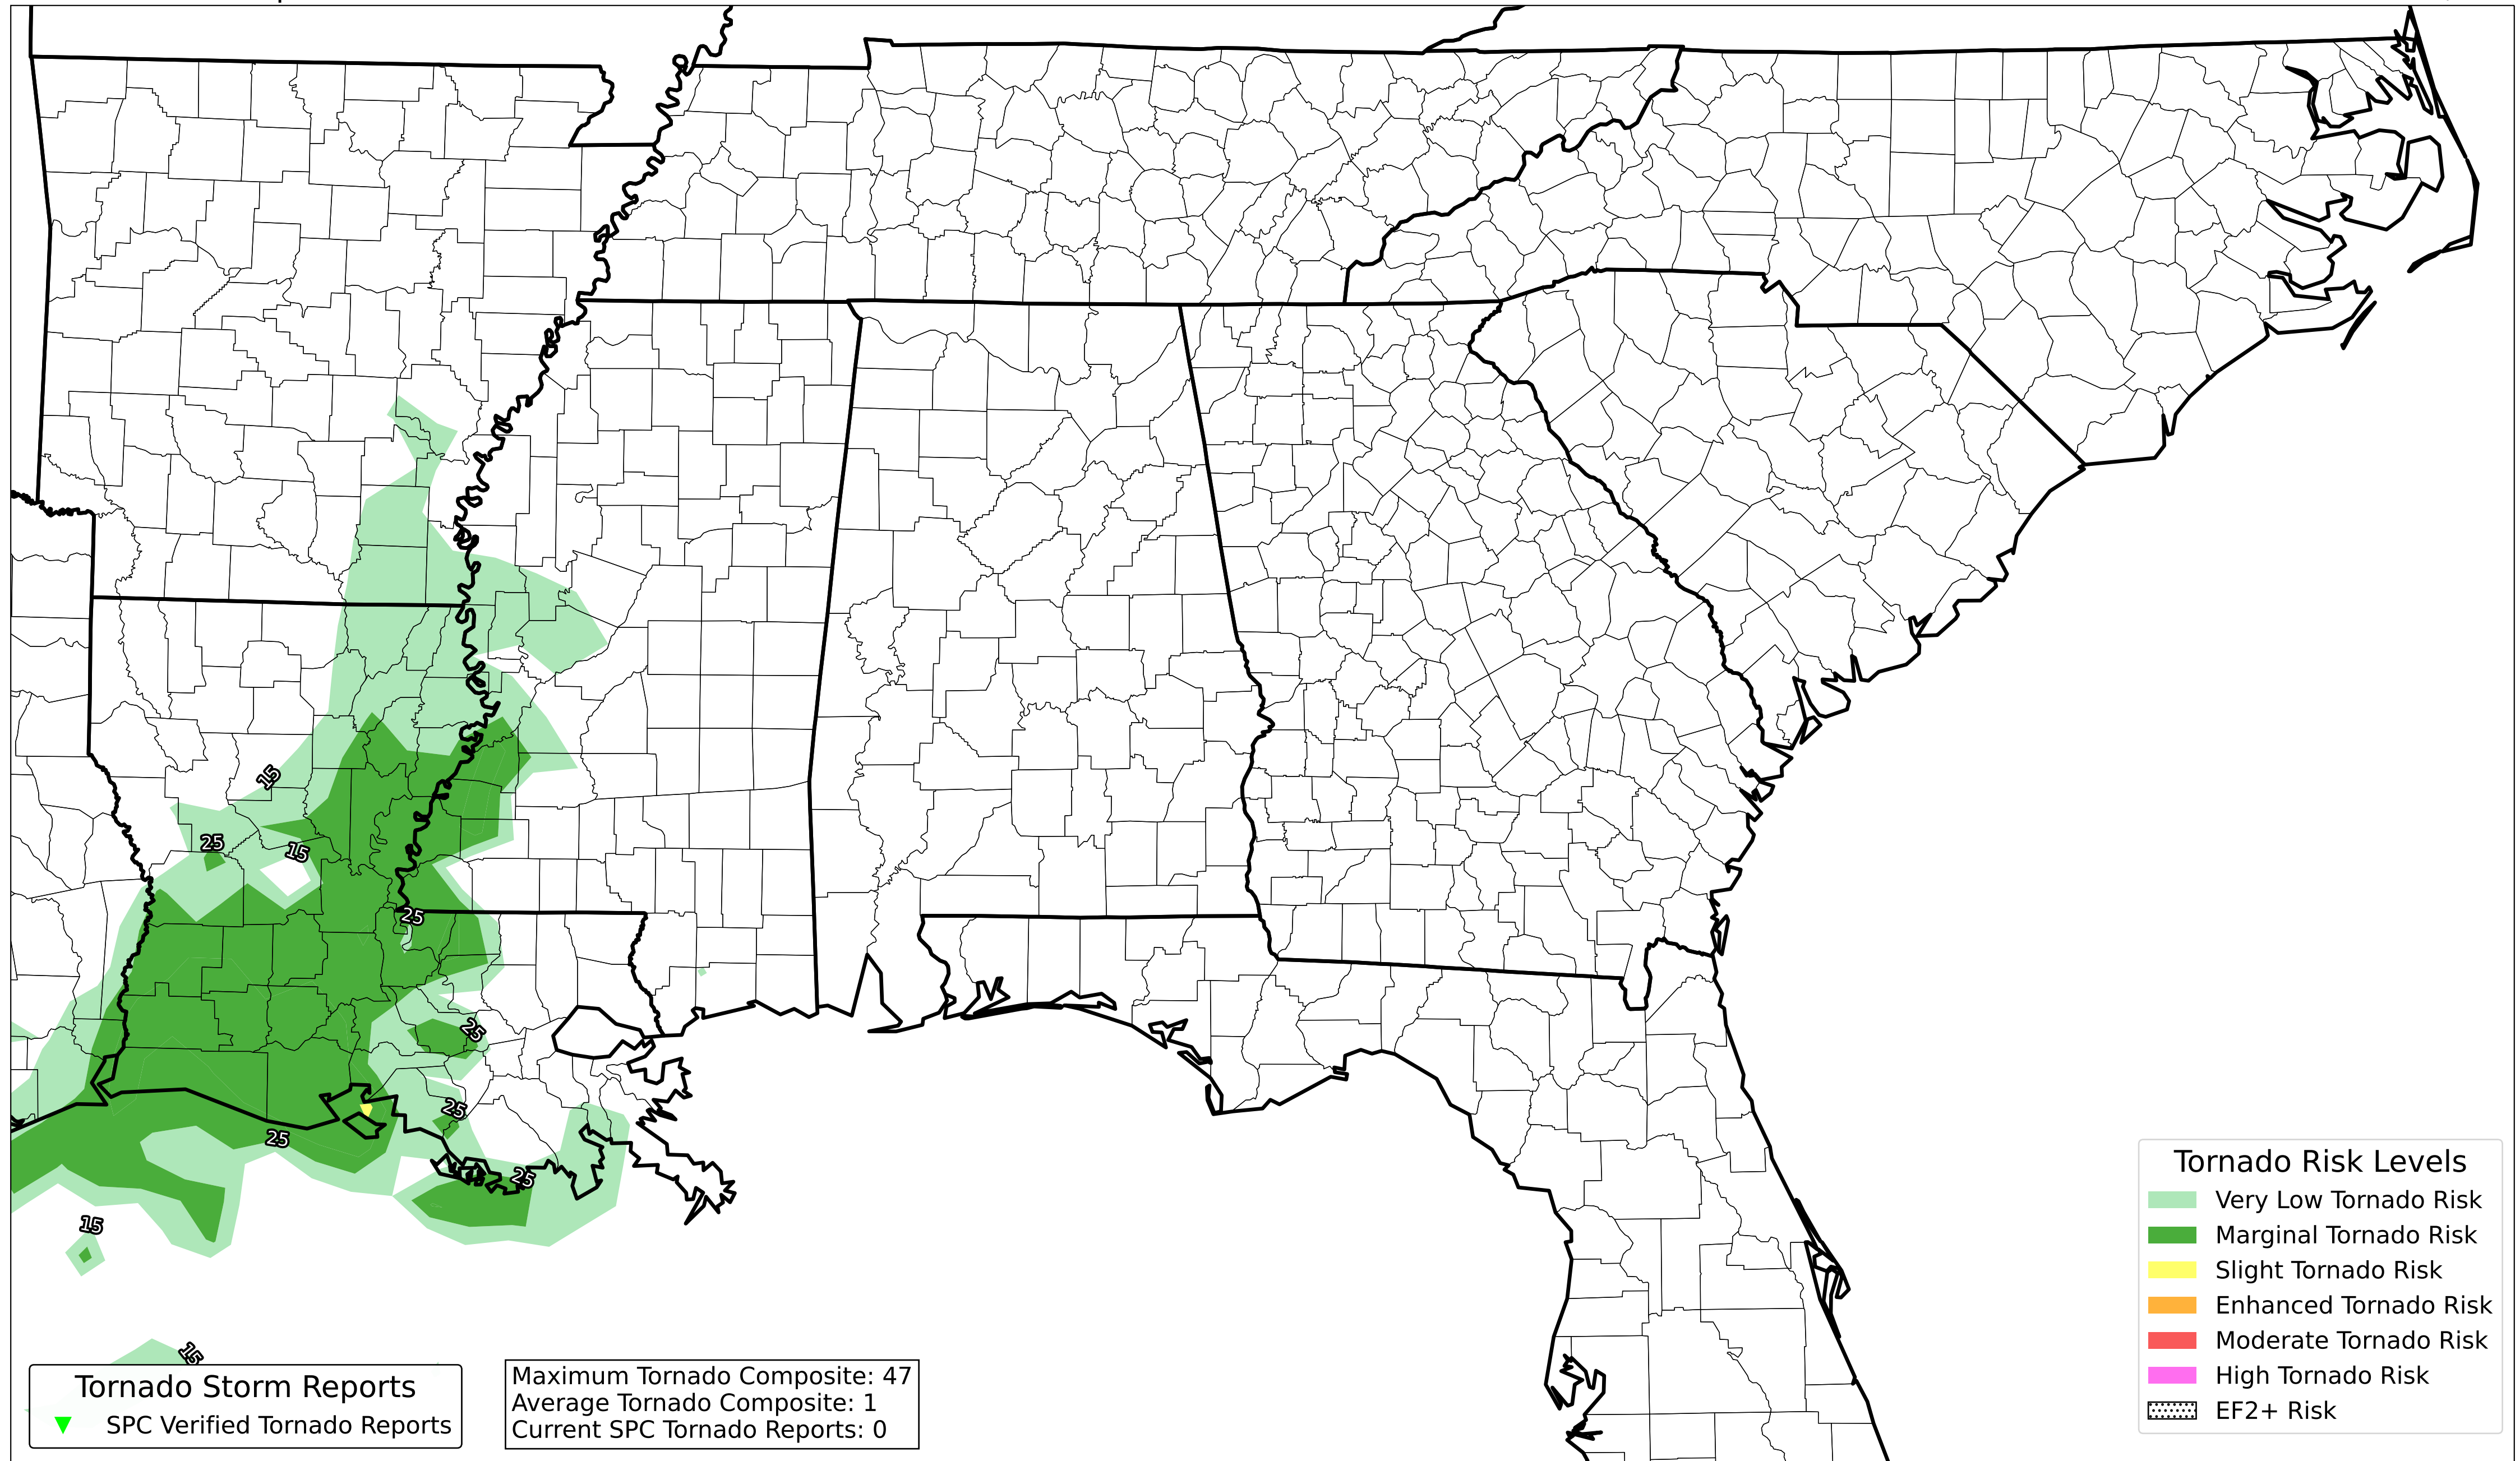 15
25
15
25
25
25
25
25
15
15
Tornado Risk Levels
Very Low Tornado Risk
Marginal Tornado Risk
Slight Tornado Risk
Enhanced Tornado Risk
Moderate Tornado Risk
High Tornado Risk
EF2+ Risk
Tornado Storm Reports
SPC Verified Tornado Reports
Maximum Tornado Composite: 47
Average Tornado Composite: 1
Current SPC Tornado Reports: 0